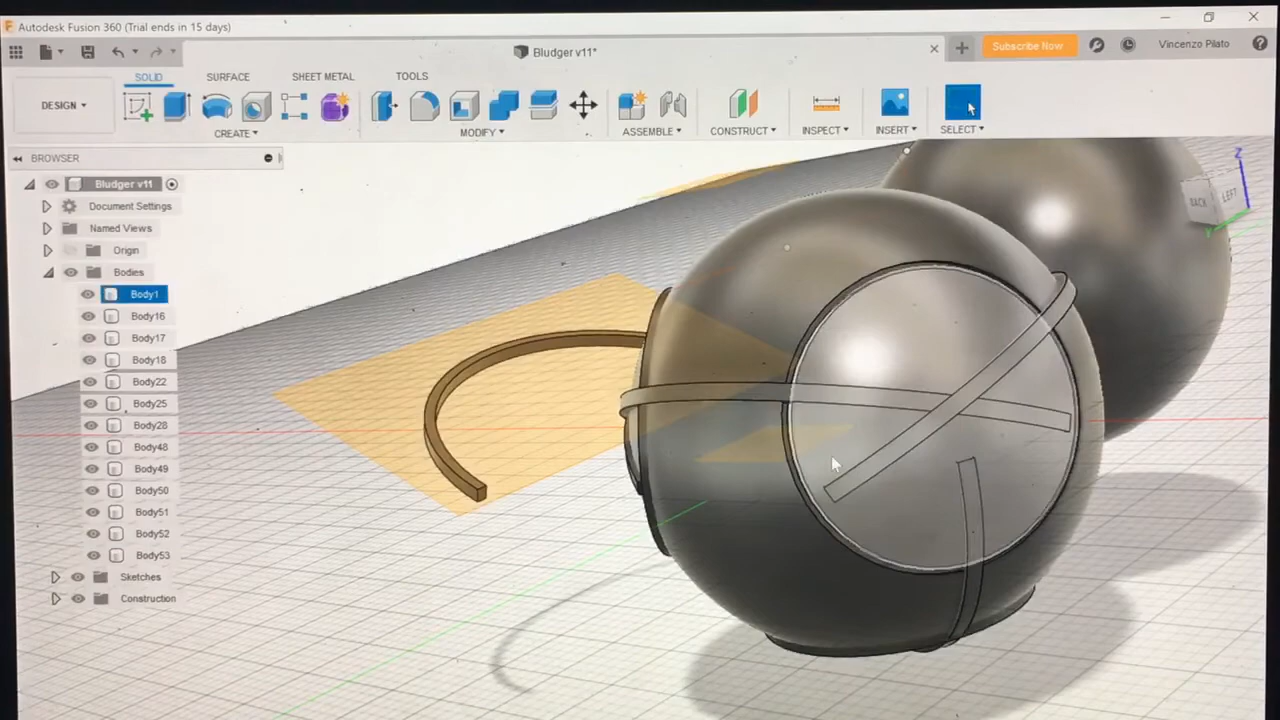 Autodesk Fusion 360 (Trial ends in 15 days)
Bludger v11*
Subscribe Now
Vincenzo Pilato
DESIGN
SOLID
SURFACE
SHEET METAL
TOOLS
CREATE
MODIFY
ASSEMBLE
CONSTRUCT
INSPECT
INSERT
SELECT
BROWSER
Bludger v11
Document Settings
Named Views
Origin
Bodies
Body1
Body16
Body17
Body18
Body22
Body25
Body28
Body48
Body49
Body50
Body51
Body52
Body53
Sketches
Construction
Z
BACK
LEFT
Y